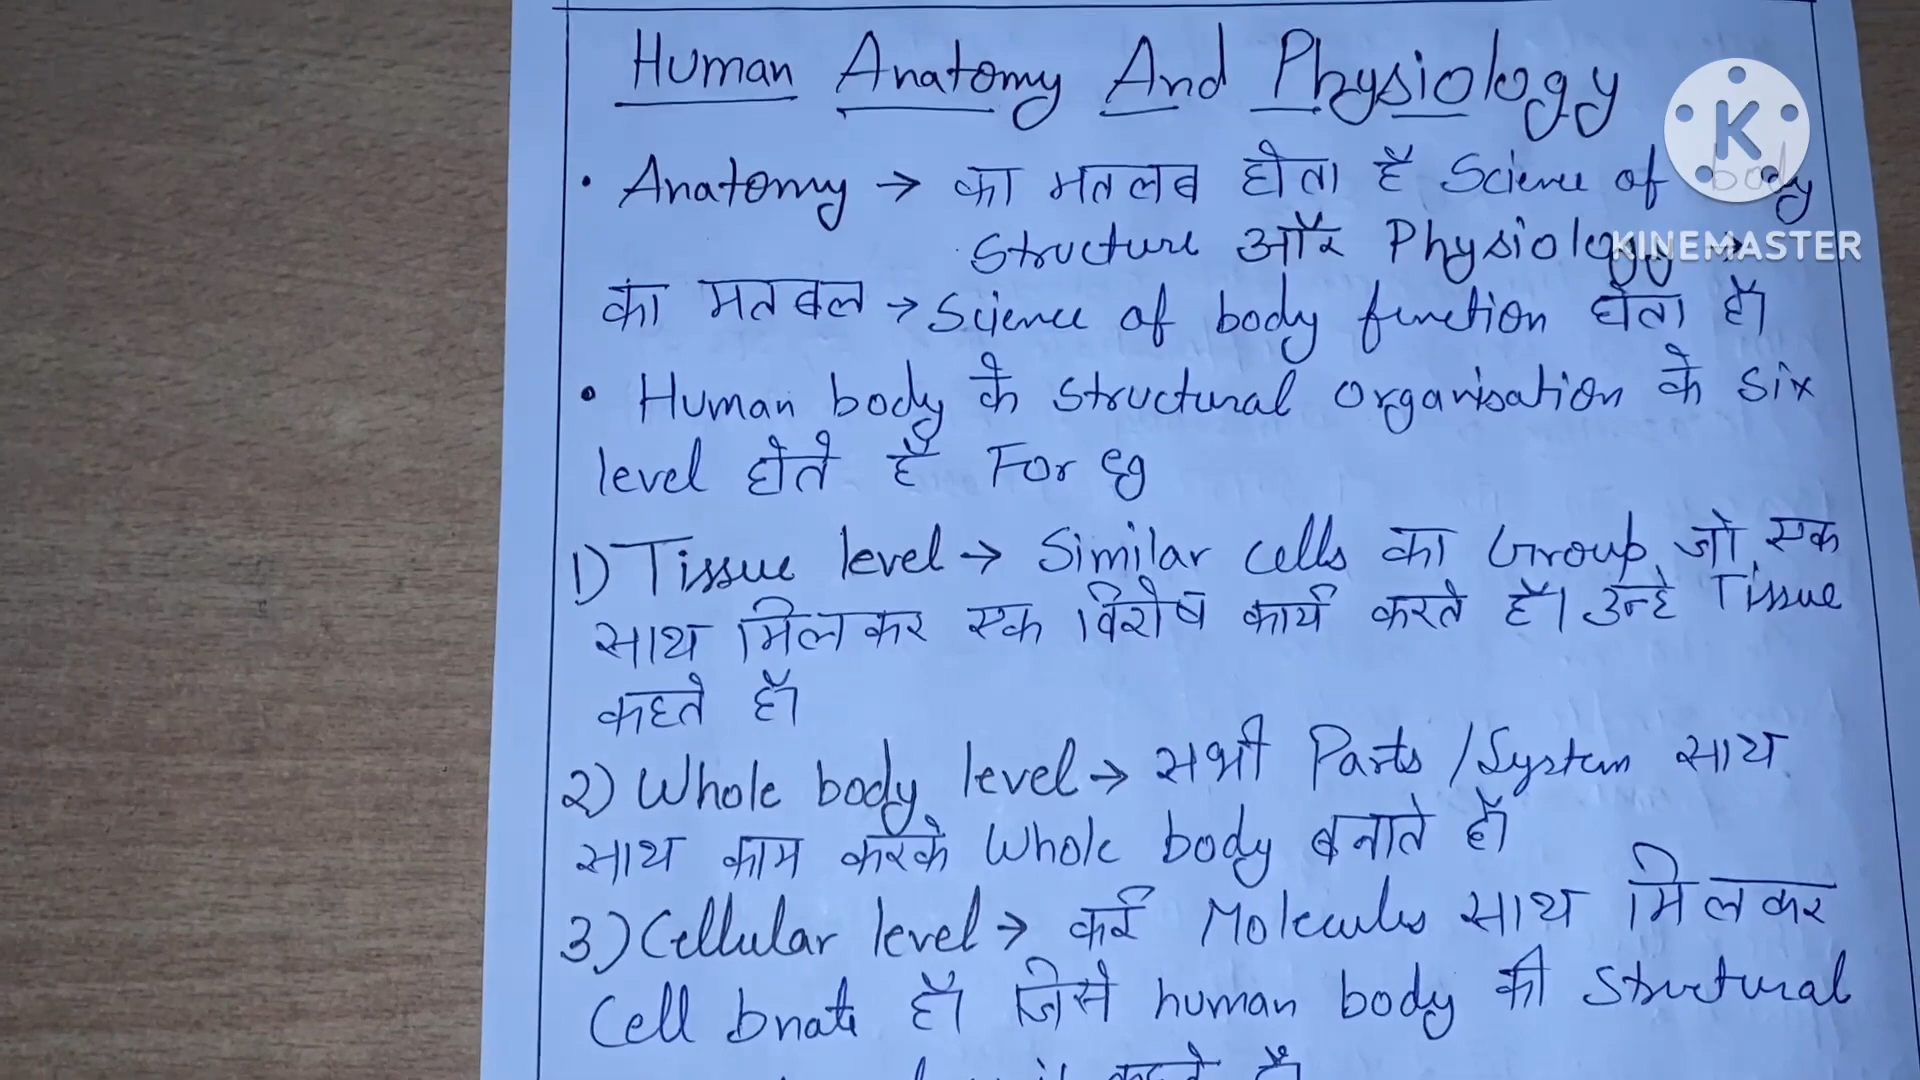 Human Anatomy And Physiology
• Anatomy → का मतलब होता है Science of body
Structure और Physiology →
का मतबल → Science of body function होता है।
• Human body के structural organisation के six
level होते हैं For eg
1) Tissue level → Similar cells का Group जो एक
साथ मिलकर एक विशेष कार्य करते हैं। उन्हे Tissue
कहते हैं।
2) Whole body level → सभी Parts / System साथ
साथ काम करके Whole body बनाते हैं।
3) Cellular level → कई Molecules साथ मिलकर
Cell bnate हैं। जिसे human body की Structural
K
KINEMASTER